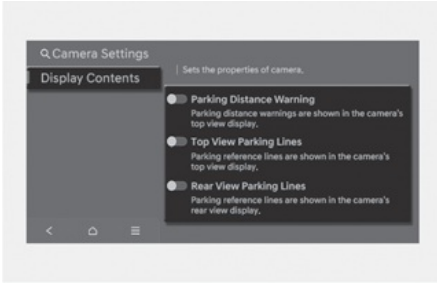 Camera Settings
Display Contents
Sets the properties of camera.
Parking Distance Warning
Parking distance warnings are shown in the camera's
top view display.
Top View Parking Lines
Parking reference lines are shown in the camera's
top view display.
Rear View Parking Lines
Parking reference lines are shown in the camera's
rear view display.